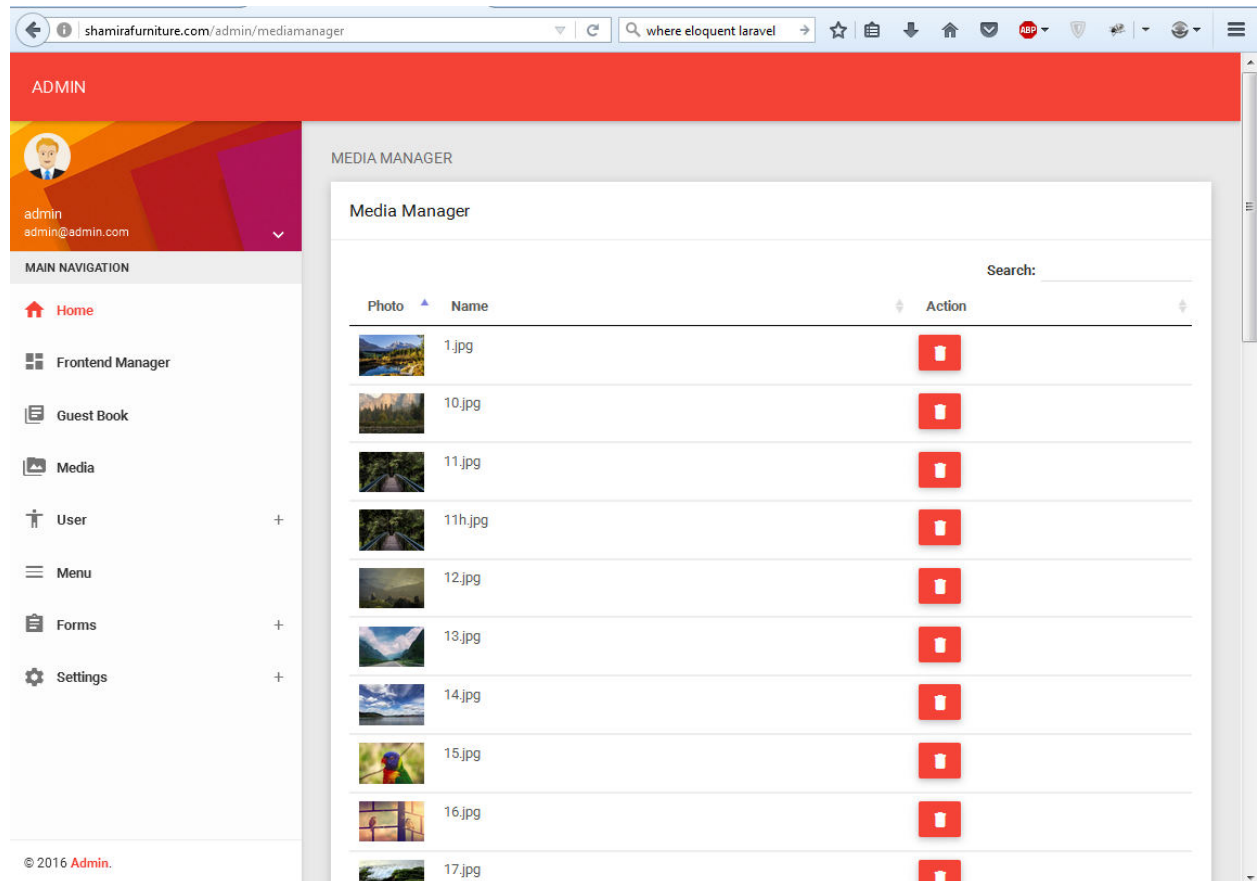 shamirafurniture.com/admin/mediamanager
where eloquent laravel
ABP
ADMIN
admin
admin@admin.com
MAIN NAVIGATION
Home
Frontend Manager
Guest Book
Media
User +
Menu
Forms +
Settings +
© 2016 Admin.
MEDIA MANAGER
Media Manager
Search:
Photo Name Action
1.jpg
10.jpg
11.jpg
11h.jpg
12.jpg
13.jpg
14.jpg
15.jpg
16.jpg
17.jpg